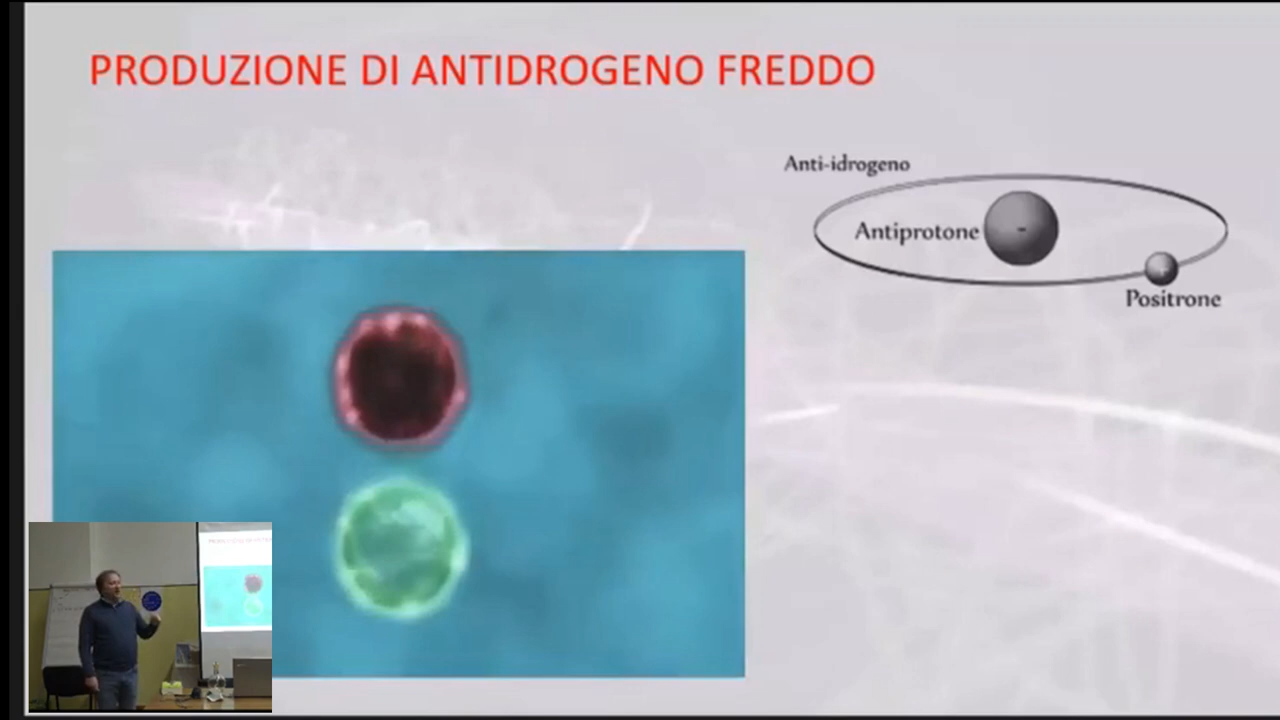 PRODUZIONE DI ANTIDROGENO FREDDO
Anti-idrogeno
Antiprotone
-
+
Positrone